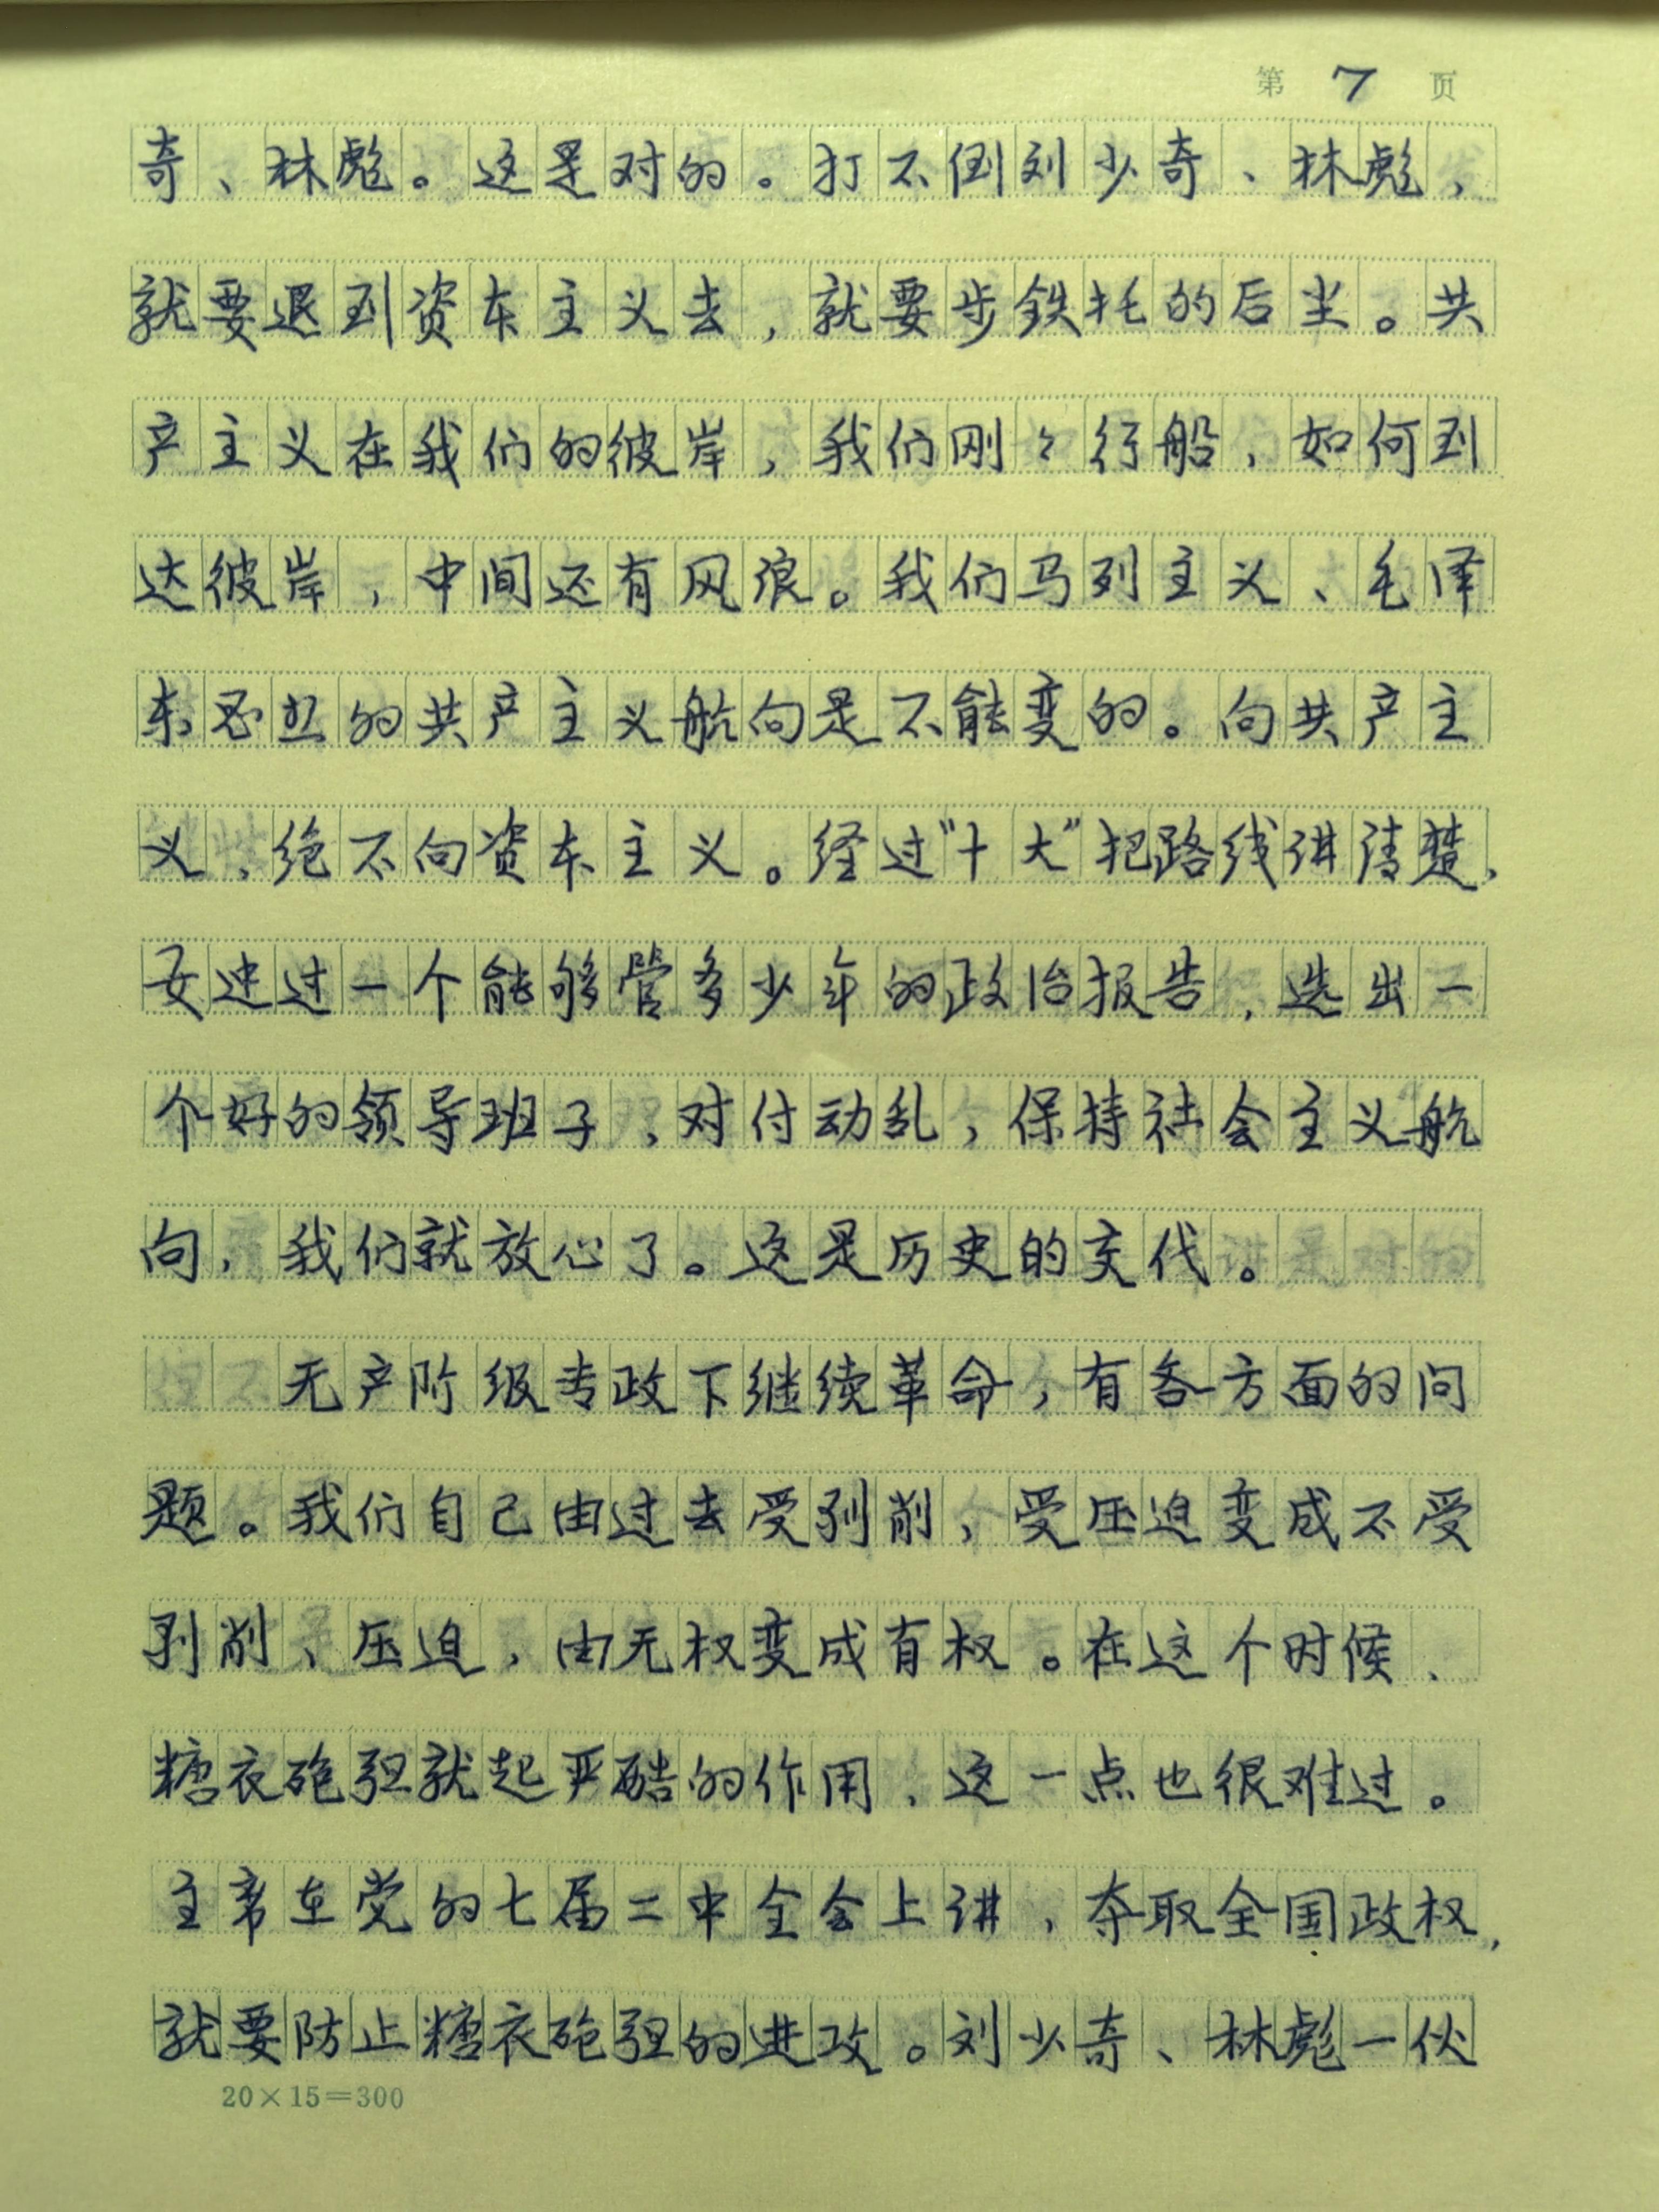 第 7 页
奇、林彪。这是对的。打不倒刘少奇、林彪，
就要退到资本主义去，就要步铁托的后尘。共
产主义在我们的彼岸，我们刚々行船，如何到
达彼岸，中间还有风浪。我们马列主义、毛泽
东思想的共产主义航向是不能变的。向共产主
义，绝不向资本主义。经过“十大”把路线讲清楚，
要通过一个能够管多少年的政治报告，选出一
个好的领导班子，对付动乱，保持社会主义航
向，我们就放心了。这是历史的交代。
无产阶级专政下继续革命，有各方面的问
题。我们自己由过去受剥削，受压迫变成不受
剥削、压迫，由无权变成有权。在这个时候，
糖衣砲弹就起严酷的作用，这一点也很难过。
主席在党的七届二中全会上讲，夺取全国政权，
就要防止糖衣砲弹的进攻。刘少奇、林彪一伙
20×15=300